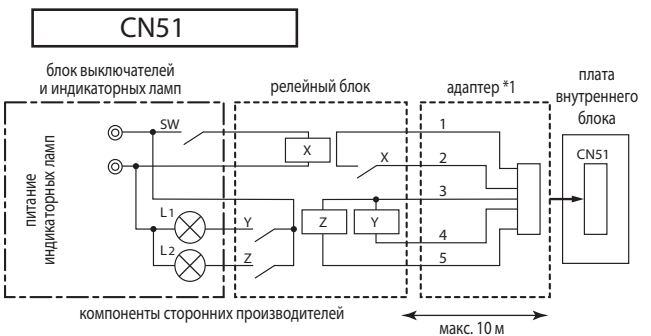 CN51
блок выключателей
и индикаторных ламп
релейный блок
адаптер *1
плата
внутреннего
блока
питание
индикаторных ламп
SW
X
X
1
2
3
4
5
CN51
L1
Y
Z
Y
L2
Z
компоненты сторонних производителей
макс. 10 м